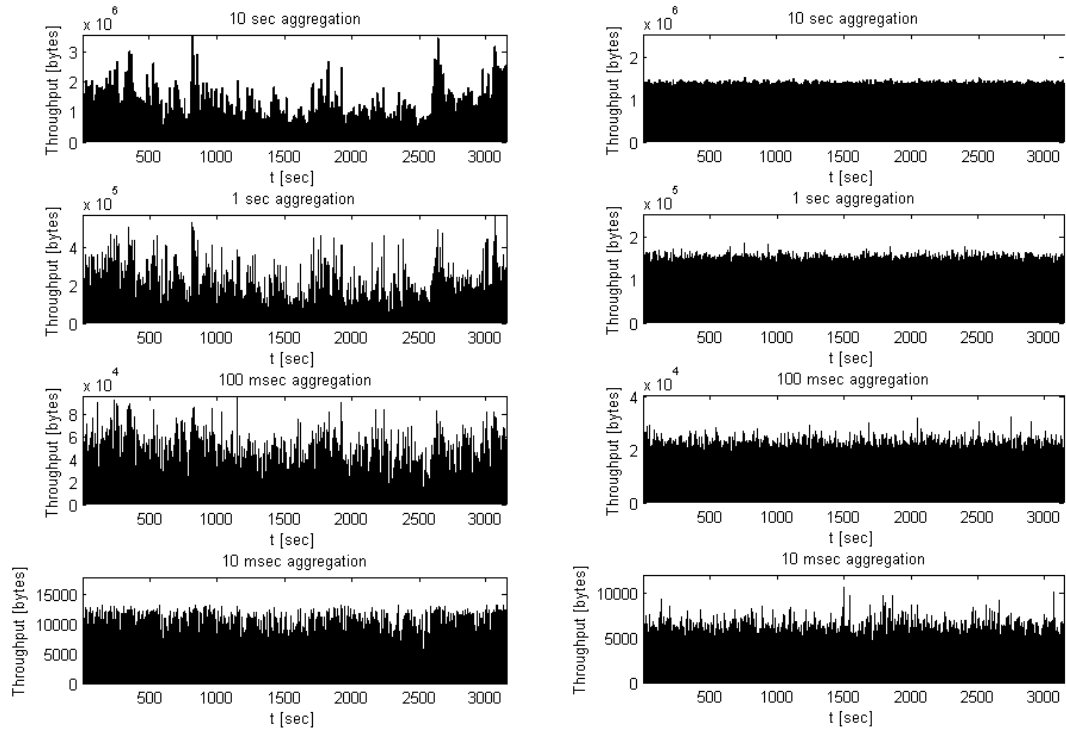 10 sec aggregation
x 10^6
Throughput [bytes]
3
2
1
0
500 1000 1500 2000 2500 3000
t [sec]
1 sec aggregation
x 10^5
Throughput [bytes]
4
2
0
500 1000 1500 2000 2500 3000
t [sec]
100 msec aggregation
x 10^4
Throughput [bytes]
8
6
4
2
0
500 1000 1500 2000 2500 3000
t [sec]
10 msec aggregation
Throughput [bytes]
15000
10000
5000
0
500 1000 1500 2000 2500 3000
t [sec]
10 sec aggregation
x 10^6
Throughput [bytes]
2
1
0
500 1000 1500 2000 2500 3000
t [sec]
1 sec aggregation
x 10^5
Throughput [bytes]
2
1
0
500 1000 1500 2000 2500 3000
t [sec]
100 msec aggregation
x 10^4
Throughput [bytes]
4
2
0
500 1000 1500 2000 2500 3000
t [sec]
10 msec aggregation
Throughput [bytes]
10000
5000
0
500 1000 1500 2000 2500 3000
t [sec]